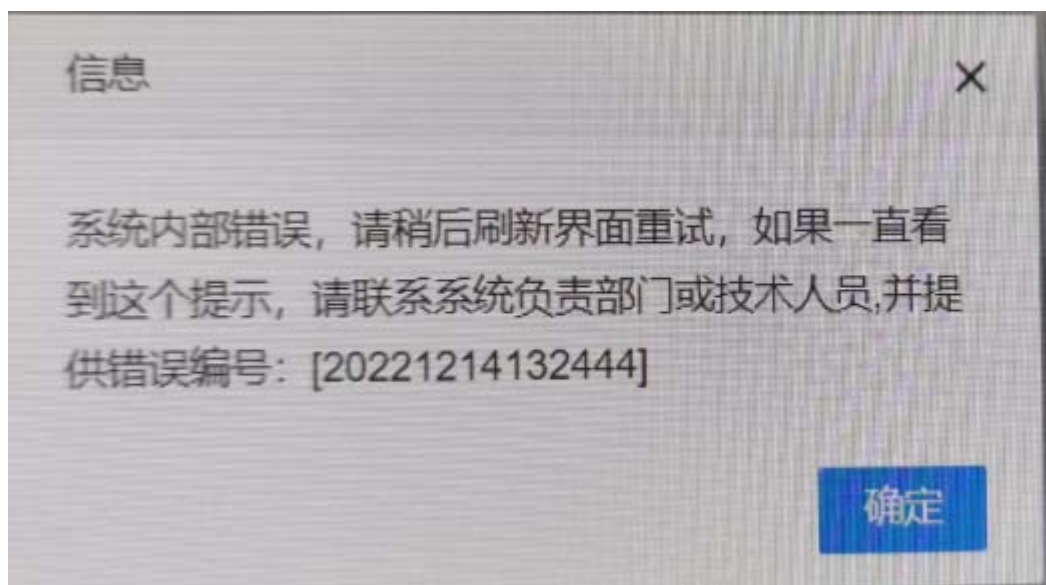 信息
系统内部错误，请稍后刷新界面重试，如果一直看
到这个提示，请联系系统负责部门或技术人员,并提
供错误编号：[20221214132444]
确定